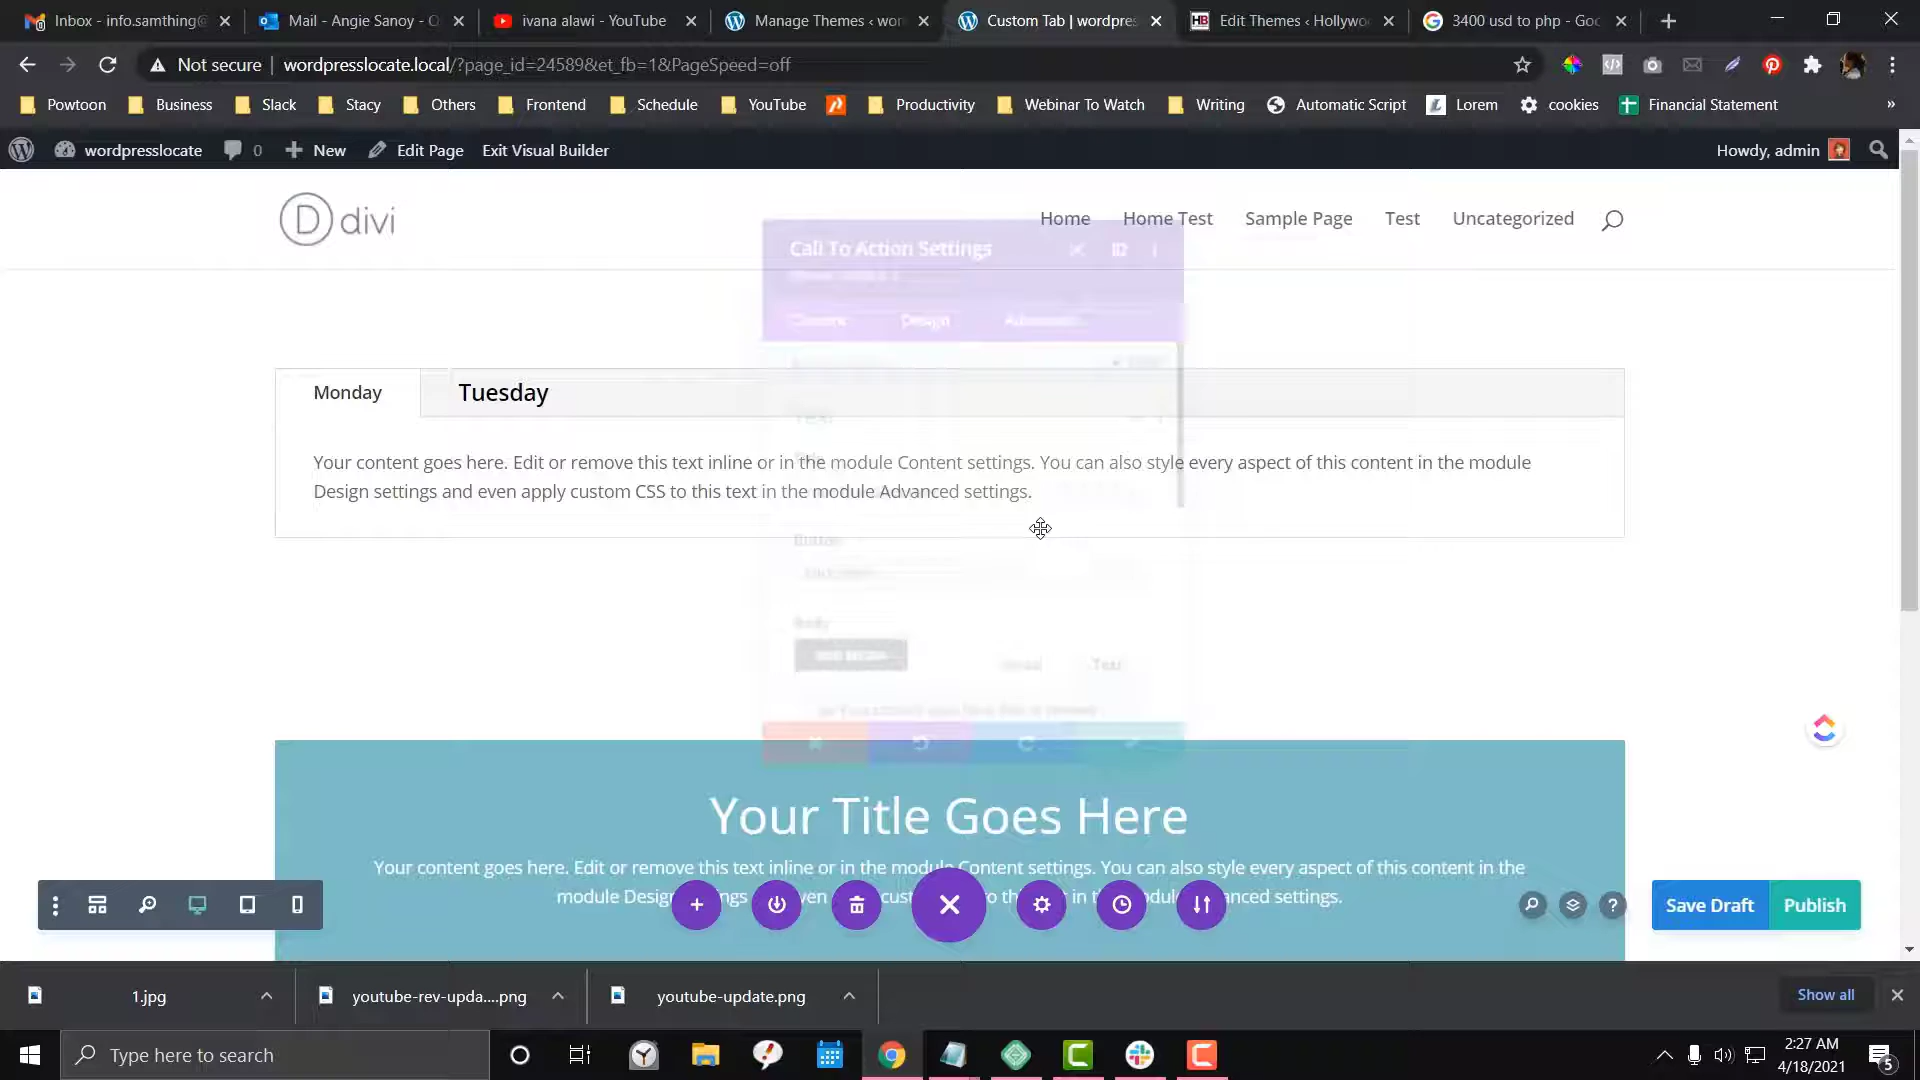 Inbox - info.samthing@
Mail - Angie Sanoy - O
ivana alawi - YouTube
Manage Themes ‹ wor
Custom Tab | wordpres
Edit Themes ‹ Hollywo
3400 usd to php - Goo
Not secure | wordpresslocate.local/?page_id=24589&et_fb=1&PageSpeed=off
Powtoon Business Slack Stacy Others Frontend Schedule YouTube Productivity Webinar To Watch Writing Automatic Script Lorem cookies Financial Statement »
wordpresslocate 0 New Edit Page Exit Visual Builder Howdy, admin
divi Home Home Test Sample Page Test Uncategorized
Call To Action Settings
Content Design Advanced
Monday Tuesday
Text
Your content goes here. Edit or remove this text inline or in the module Content settings. You can also style every aspect of this content in the module
Design settings and even apply custom CSS to this text in the module Advanced settings.
Button
Body
Text
Your Title Goes Here
Your content goes here. Edit or remove this text inline or in the module Content settings. You can also style every aspect of this content in the
module Design settings and even apply custom CSS to this text in the module Advanced settings.
Save Draft Publish
1.jpg youtube-rev-upda....png youtube-update.png Show all
Type here to search
2:27 AM
4/18/2021
5